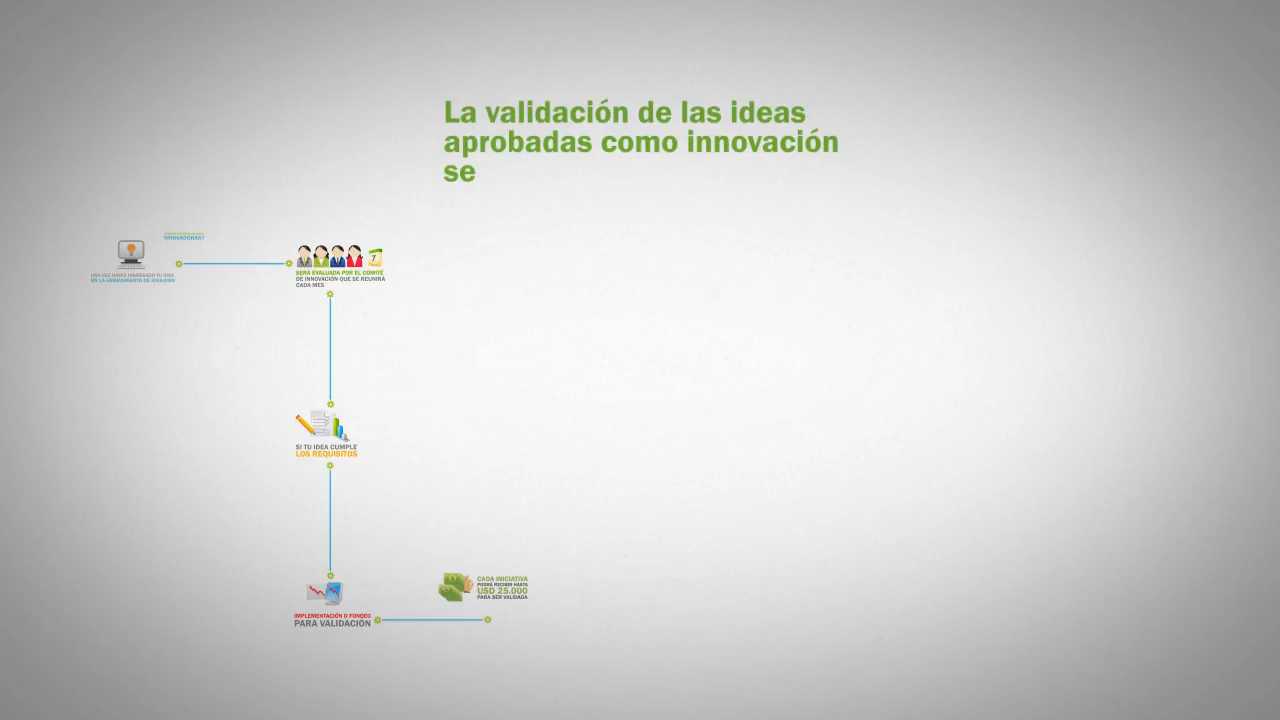 La validación de las ideas
aprobadas como innovación
se
INNOVADORAS?
UNA VEZ HAYAS INGRESADO TU IDEA
EN LA HERRAMIENTA DE IDEACIÓN
7
SERÁ EVALUADA POR EL COMITÉ
DE INNOVACIÓN QUE SE REUNIRÁ
CADA MES
SI TU IDEA CUMPLE
LOS REQUISITOS
IMPLEMENTACIÓN O FONDEO
PARA VALIDACIÓN
CADA INICIATIVA
PODRÁ RECIBIR HASTA
USD 25.000
PARA SER VALIDADA